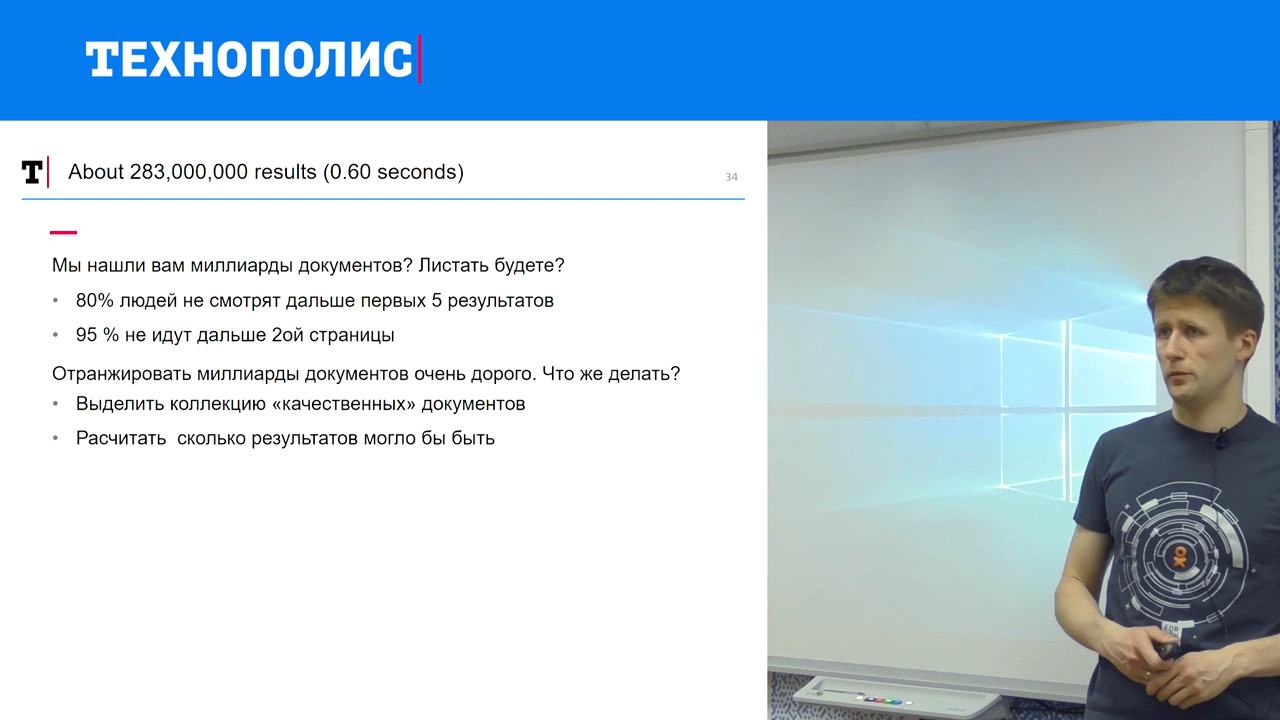 ТЕХНОПОЛИС
T
About 283,000,000 results (0.60 seconds)
34
Мы нашли вам миллиарды документов? Листать будете?
• 80% людей не смотрят дальше первых 5 результатов
• 95 % не идут дальше 2ой страницы
Отранжировать миллиарды документов очень дорого. Что же делать?
• Выделить коллекцию «качественных» документов
• Расчитать сколько результатов могло бы быть
FOR